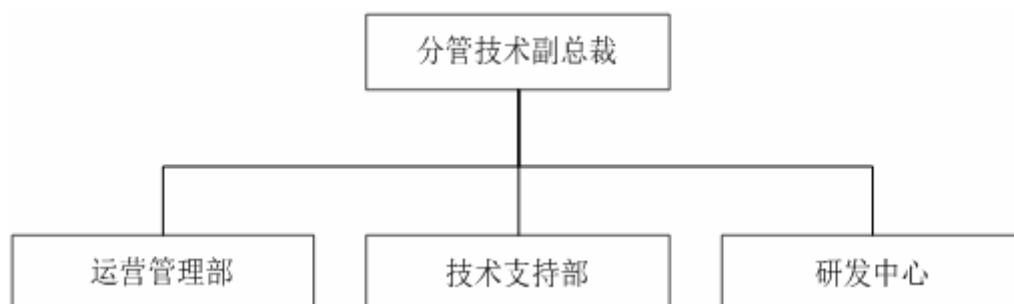 分管技术副总裁
运营管理部
技术支持部
研发中心